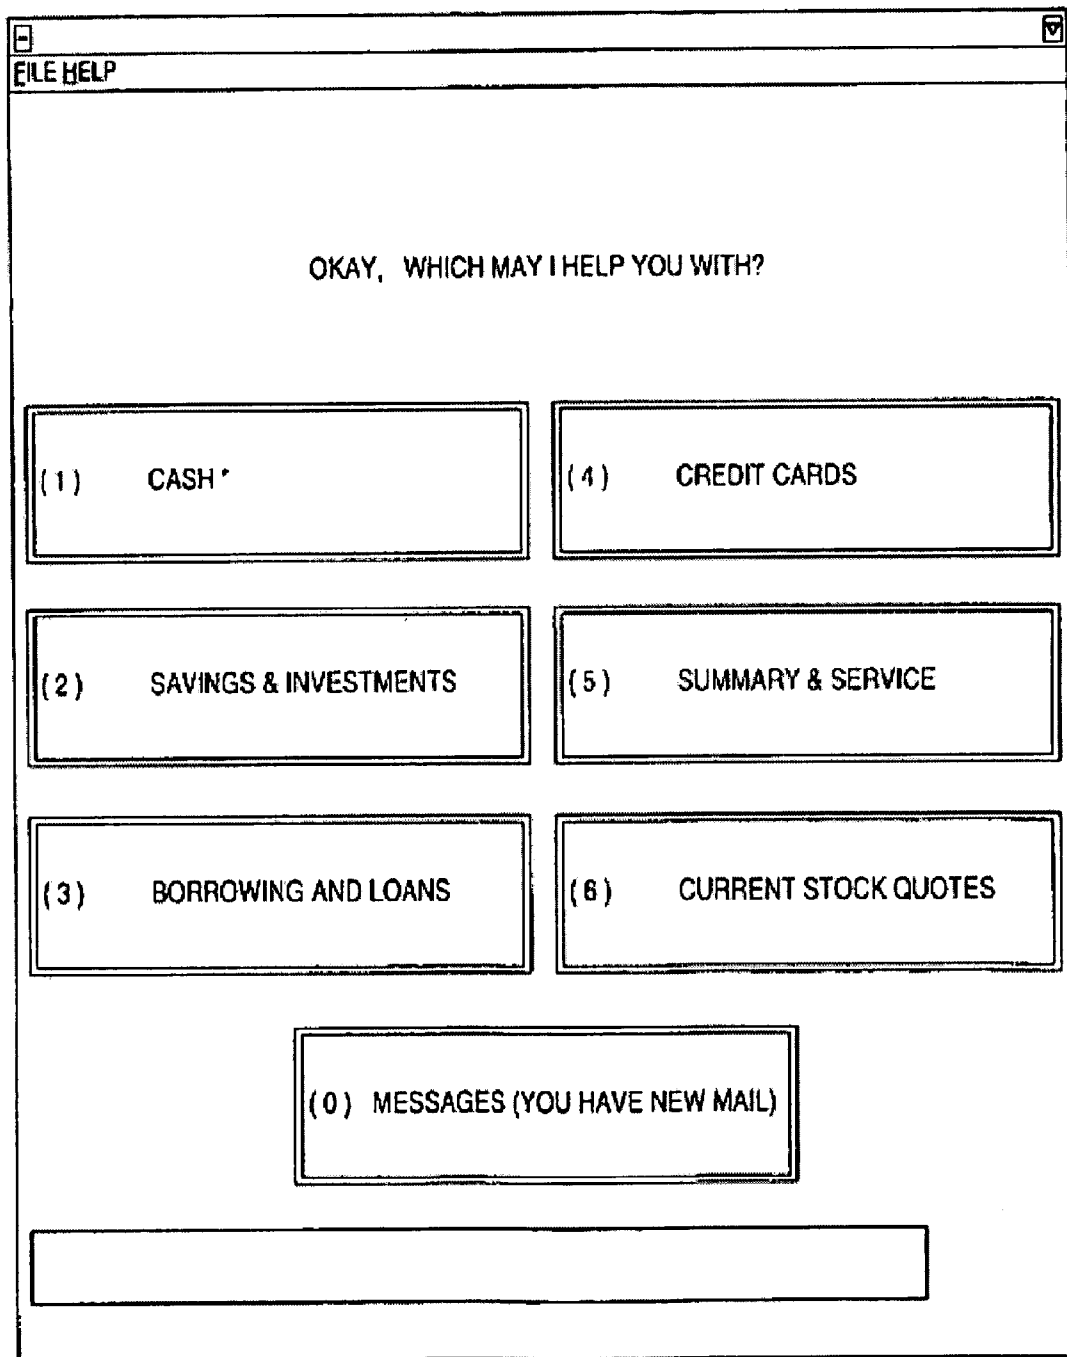 FILE HELP
OKAY, WHICH MAY I HELP YOU WITH?
(1) CASH *
(4) CREDIT CARDS
(2) SAVINGS & INVESTMENTS
(5) SUMMARY & SERVICE
(3) BORROWING AND LOANS
(6) CURRENT STOCK QUOTES
(0) MESSAGES (YOU HAVE NEW MAIL)